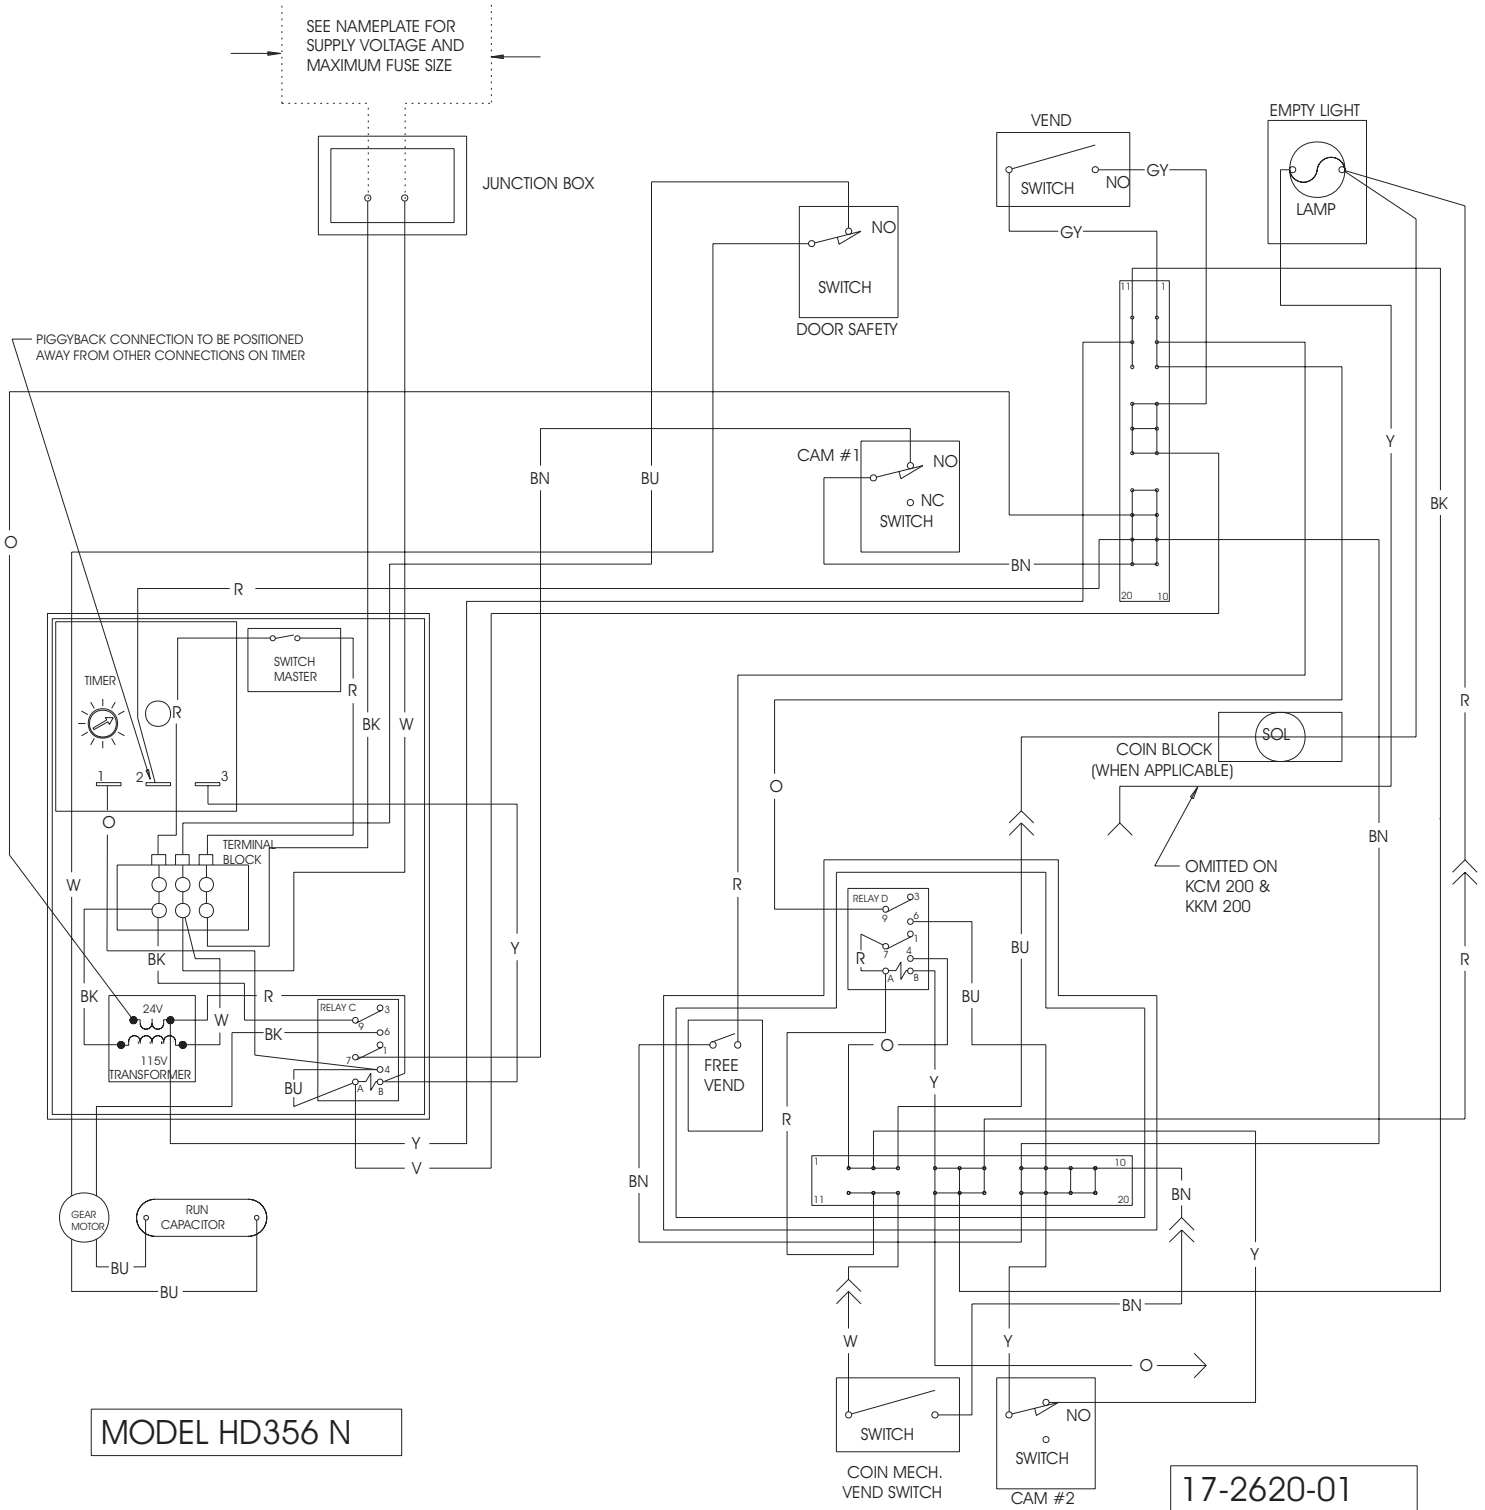 SEE NAMEPLATE FOR
SUPPLY VOLTAGE AND
MAXIMUM FUSE SIZE
JUNCTION BOX
VEND
SWITCH
NO
GY
GY
EMPTY LIGHT
LAMP
NO
SWITCH
DOOR SAFETY
11 1
20 10
PIGGYBACK CONNECTION TO BE POSITIONED
AWAY FROM OTHER CONNECTIONS ON TIMER
CAM #1
NO
NC
SWITCH
BN
BU
BN
Y
BK
O
R
SWITCH
MASTER
TIMER
R
R
BK
W
1 2 3
O
TERMINAL
BLOCK
W
BK
BK
R
W
BK
Y
24V
115V
TRANSFORMER
RELAY C
3
9
6
1
7
4
A
B
BU
Y
V
GEAR
MOTOR
RUN
CAPACITOR
BU
BU
SOL
COIN BLOCK
(WHEN APPLICABLE)
R
O
BN
OMITTED ON
KCM 200 &
KKM 200
R
RELAY D
3
9
6
1
7
4
R
A
B
BU
BU
R
FREE
VEND
O
Y
R
BN
1 10
11 20
BN
Y
BN
W
Y
O
SWITCH
COIN MECH.
VEND SWITCH
NO
SWITCH
CAM #2
MODEL HD356 N
17-2620-01